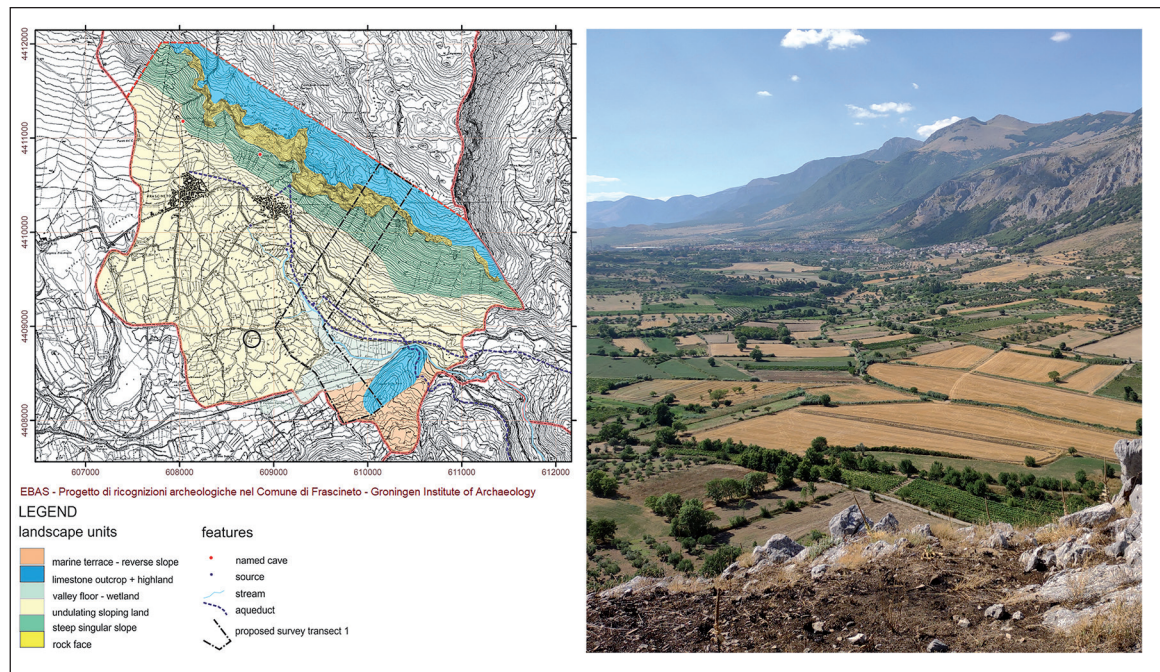 4412000
4411000
4410000
4409000
4408000
607000 608000 609000 610000 611000 612000
EBAS - Progetto di ricognizioni archeologiche nel Comune di Frascineto - Groningen Institute of Archaeology
LEGEND
landscape units
marine terrace - reverse slope
limestone outcrop + highland
valley floor - wetland
undulating sloping land
steep singular slope
rock face
features
named cave
source
stream
aqueduct
proposed survey transect 1